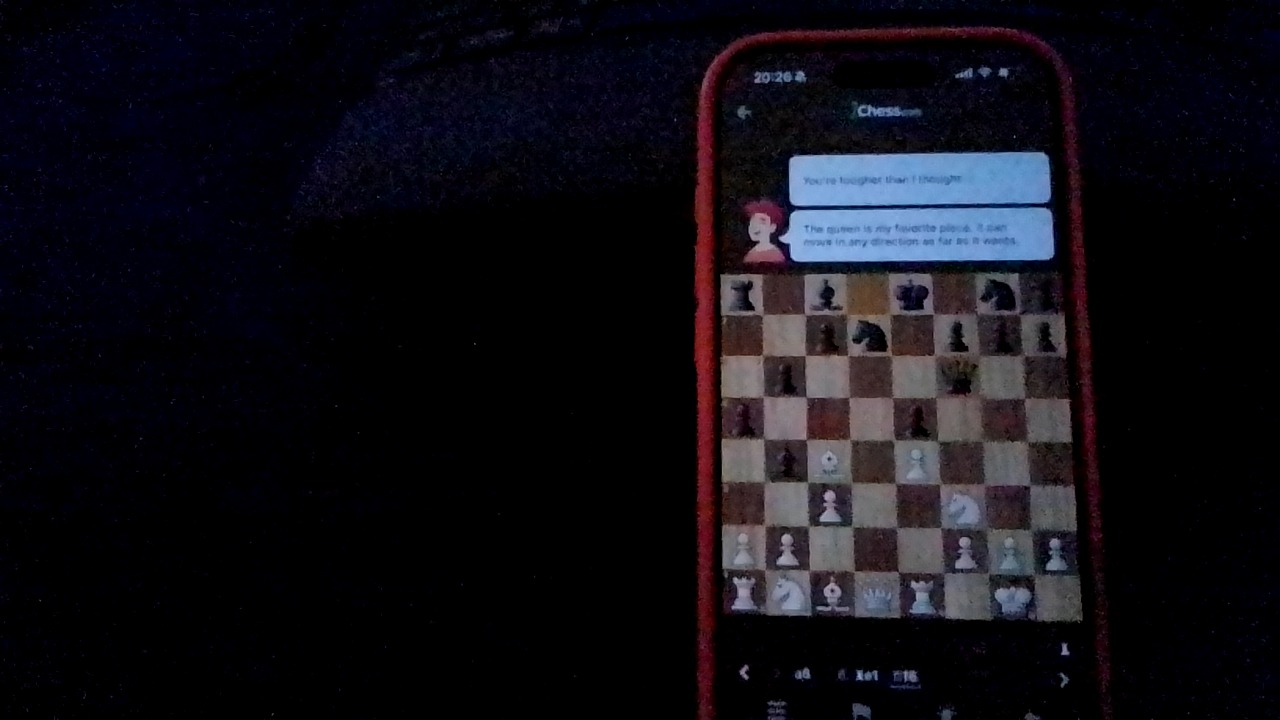 20:26
Chess.com
You're tougher than I thought.
The queen is my favorite piece. It can
move in any direction as far as it wants.
a6